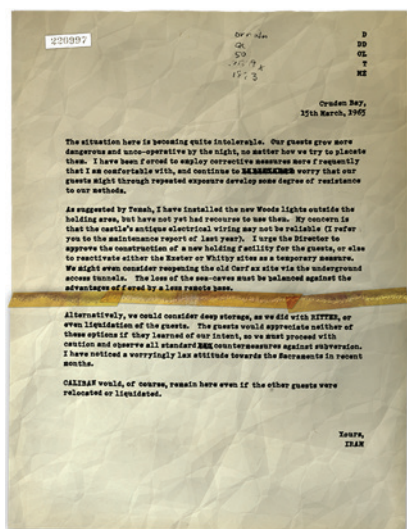 220997
D
DD
OL
T
ME
Cruden Bay,
15th March, 1965
The situation here is becoming quite intolerable. Our guests grow more
dangerous and unco-operative by the night, no matter how we try to placate
them. I have been forced to employ corrective measures more frequently
that I am comfortable with, and continue to worry that our
guests might through repeated exposure develop some degree of resistance
to our methods.
As suggested by Temah, I have installed the new Woods lights outside the
holding area, but have not yet had recourse to use them. My concern is
that the castle's antique electrical wiring may not be reliable (I refer
you to the maintenance report of last year). I urge the Director to
approve the construction of a new holding facility for the guests, or else
to reactivate either the Exeter or Whitby sites as a temporary measure.
We might even consider reopening the old Carfax site via the underground
access tunnels. The loss of the sea-caves must be balanced against the
advantages offered by a less remote base.
Alternatively, we could consider deep storage, as we did with RITTER, or
even liquidation of the guests. The guests would appreciate neither of
these options if they learned of our intent, so we must proceed with
caution and observe all standard countermeasures against subversion.
I have noticed a worryingly lax attitude towards the Sacraments in recent
months.
CALIBAN would, of course, remain here even if the other guests were
relocated or liquidated.
Yours,
IRAM